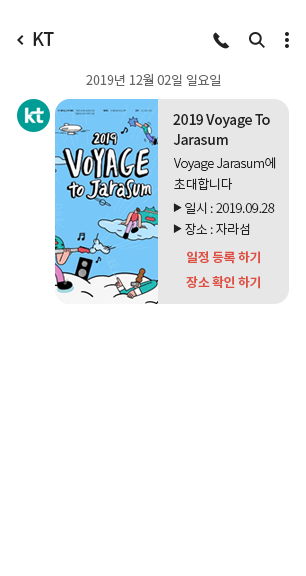 KT
2019년 12월 02일 일요일
kt
2019
VOYAGE
to JaraSum
2019 Voyage To
Jarasum
Voyage Jarasum에
초대합니다
▶ 일시 : 2019.09.28
▶ 장소 : 자라섬
일정 등록 하기
장소 확인 하기